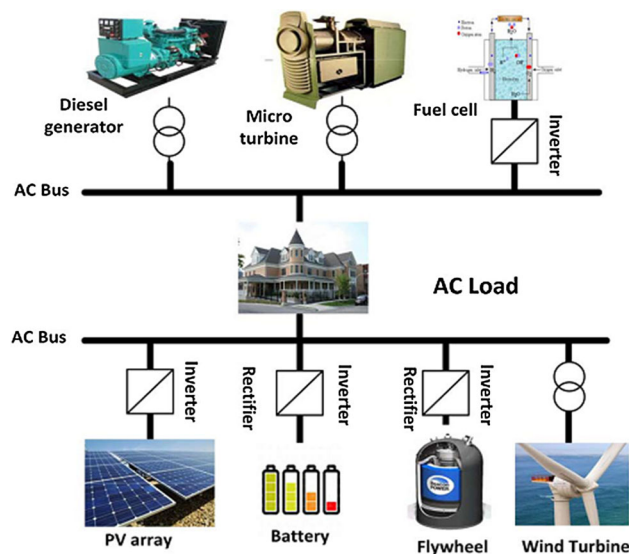 Diesel
generator
Micro
turbine
Fuel cell
Inverter
AC Bus
AC Load
AC Bus
Inverter
Rectifier
Inverter
Rectifier
Inverter
PV array
Battery
POWER
Flywheel
Wind Turbine